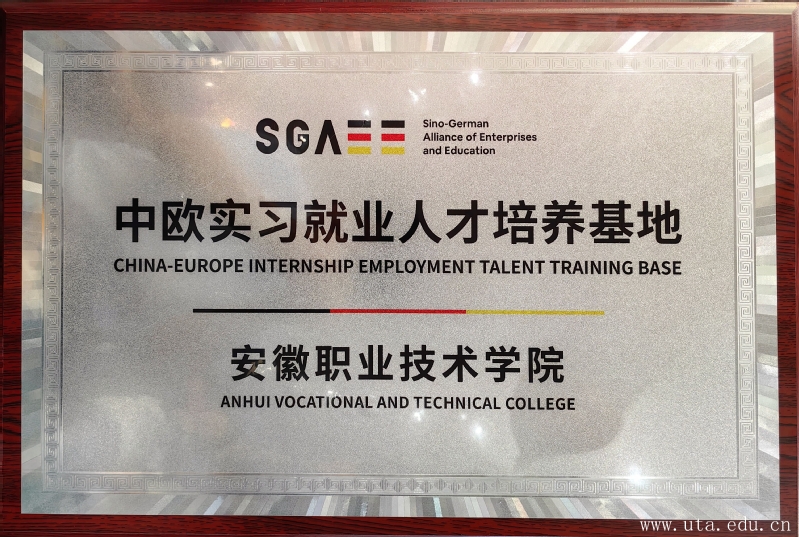 SGAEE
Sino-German
Alliance of Enterprises
and Education
中欧实习就业人才培养基地
CHINA-EUROPE INTERNSHIP EMPLOYMENT TALENT TRAINING BASE
安徽职业技术学院
ANHUI VOCATIONAL AND TECHNICAL COLLEGE
www.uta.edu.cn